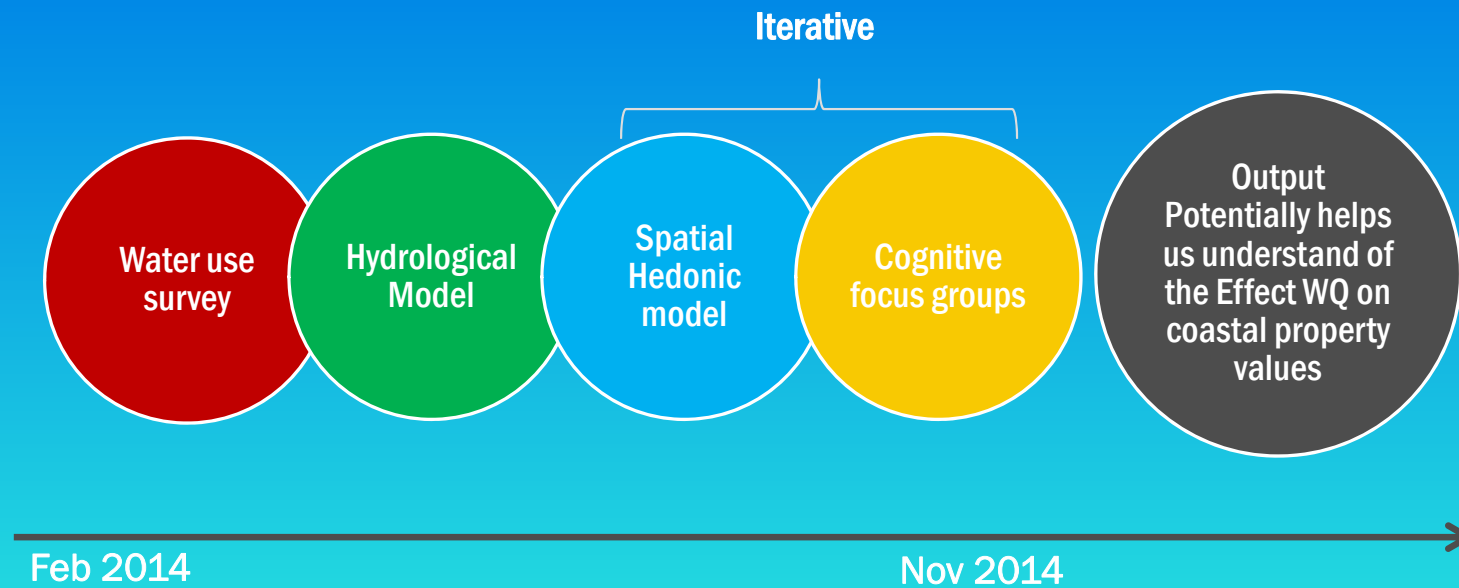 Iterative
Water use
survey
Hydrological
Model
Spatial
Hedonic
model
Cognitive
focus groups
Output
Potentially helps
us understand of
the Effect WQ on
coastal property
values
Feb 2014
Nov 2014